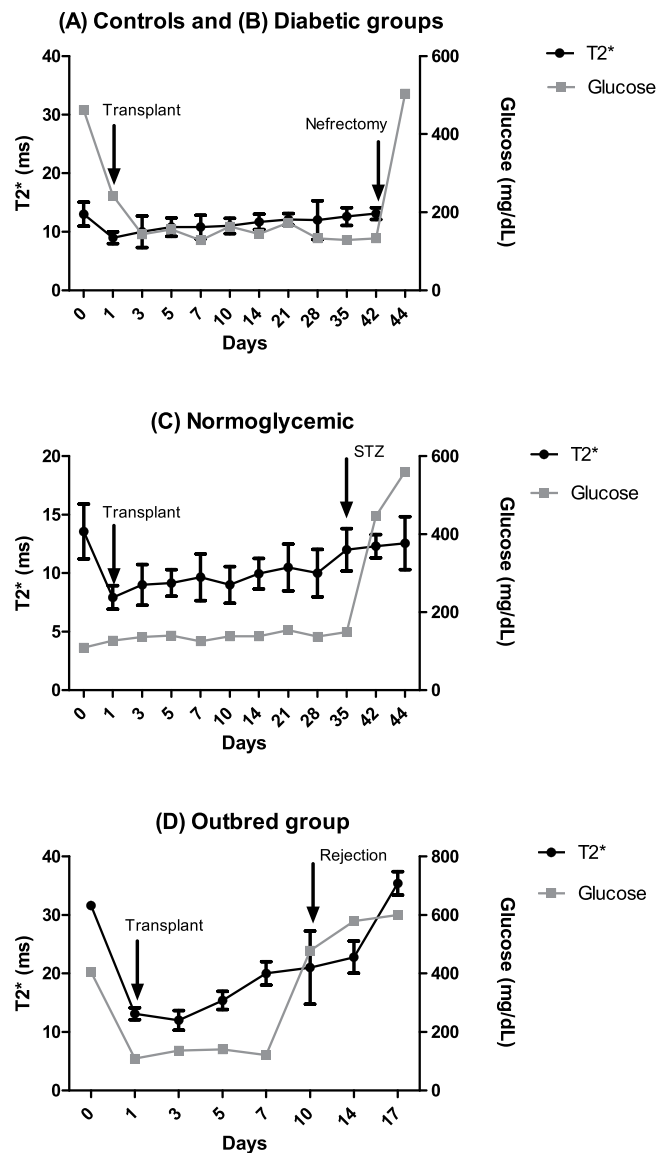 (A) Controls and (B) Diabetic groups
T2*
Glucose
Transplant
Nefrectomy
T2* (ms)
40
30
20
10
0
Glucose (mg/dL)
600
400
200
0
0 1 3 5 7 10 14 21 28 35 42 44
Days
(C) Normoglycemic
T2*
Glucose
STZ
Transplant
T2* (ms)
20
15
10
5
0
Glucose (mg/dL)
600
400
200
0
0 1 3 5 7 10 14 21 28 35 42 44
Days
(D) Outbred group
T2*
Glucose
Rejection
Transplant
T2* (ms)
40
30
20
10
0
Glucose (mg/dL)
800
600
400
200
0
0 1 3 5 7 10 14 17
Days